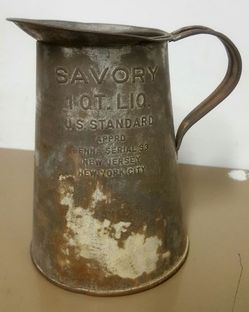 SAVORY
1 QT. LIQ.
U.S. STANDARD
APPRD.
PENNA. SERIAL 93
NEW JERSEY
NEW YORK CITY